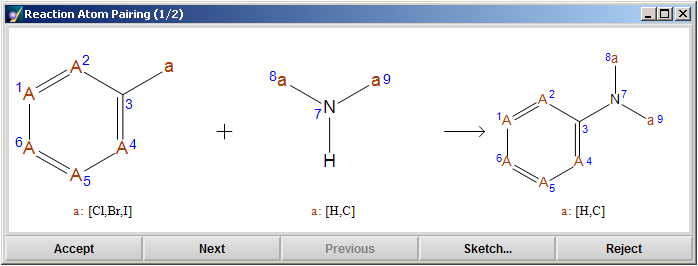 Reaction Atom Pairing (1/2)
A 2 a
1 A
3
6 A A 4
A 5
+
8 a a 9
7 N
H
8 a
N 7
a 9
A 2
1 A
3
6 A A 4
A 5
a: [Cl,Br,I] a: [H,C] a: [H,C]
Accept Next Previous Sketch... Reject